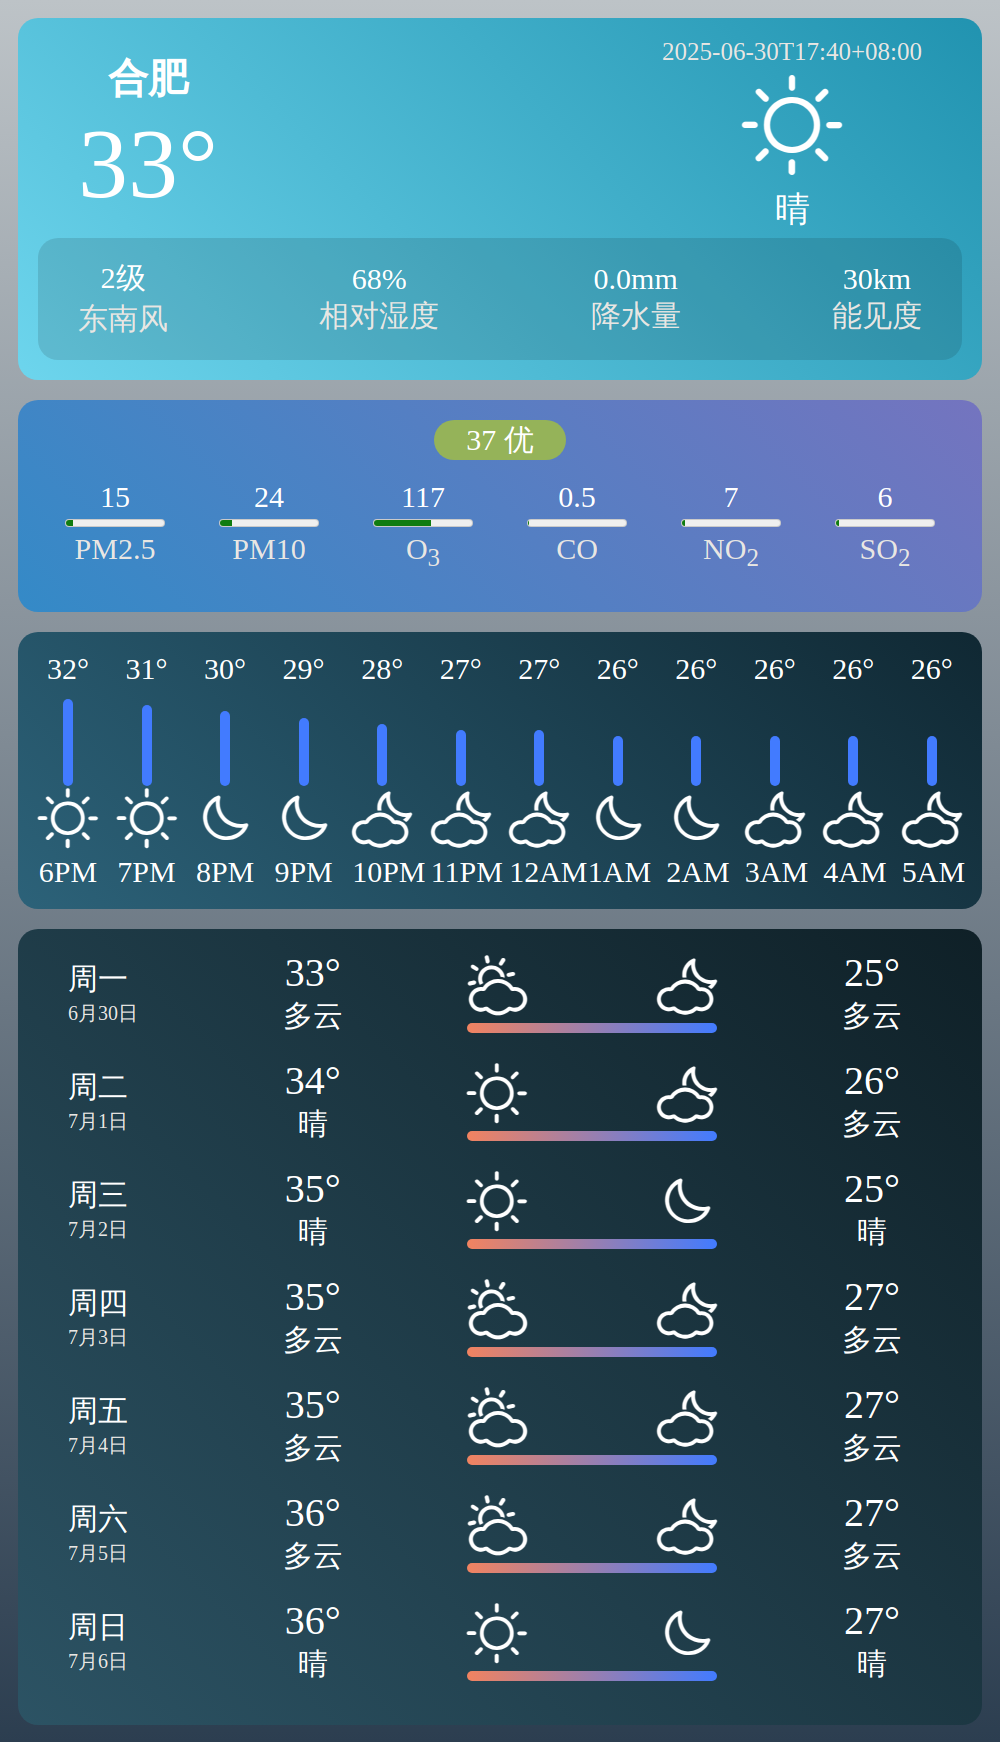 合肥
33°
2025-06-30T17:40+08:00
晴
2级 68% 0.0mm 30km
东南风 相对湿度 降水量 能见度
37 优
15 24 117 0.5 7 6
PM2.5 PM10 O3 CO NO2 SO2
32° 31° 30° 29° 28° 27° 27° 26° 26° 26° 26° 26°
6PM 7PM 8PM 9PM 10PM 11PM 12AM 1AM 2AM 3AM 4AM 5AM
周一 33° 25°
6月30日 多云 多云
周二 34° 26°
7月1日 晴 多云
周三 35° 25°
7月2日 晴 晴
周四 35° 27°
7月3日 多云 多云
周五 35° 27°
7月4日 多云 多云
周六 36° 27°
7月5日 多云 多云
周日 36° 27°
7月6日 晴 晴